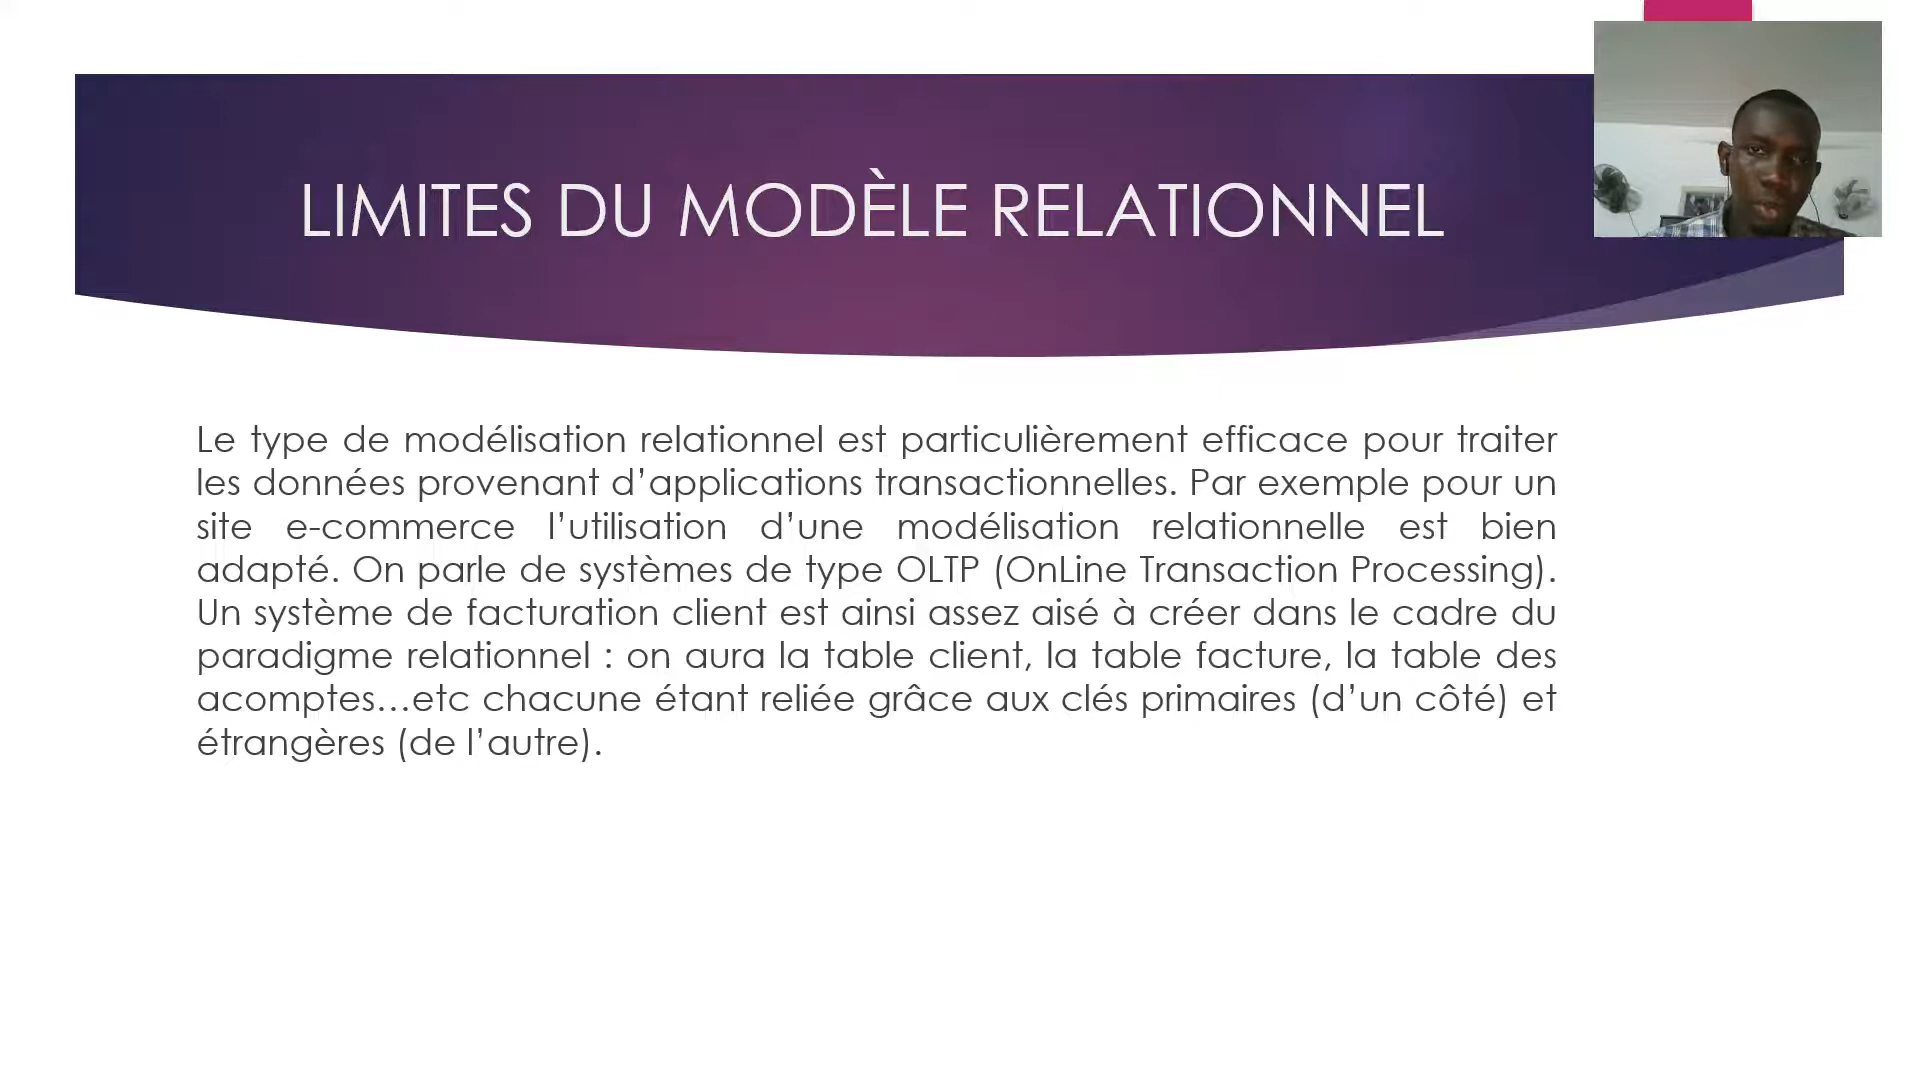 LIMITES DU MODÈLE RELATIONNEL
Le type de modélisation relationnel est particulièrement efficace pour traiter
les données provenant d’applications transactionnelles. Par exemple pour un
site e-commerce l’utilisation d’une modélisation relationnelle est bien
adapté. On parle de systèmes de type OLTP (OnLine Transaction Processing).
Un système de facturation client est ainsi assez aisé à créer dans le cadre du
paradigme relationnel : on aura la table client, la table facture, la table des
acomptes…etc chacune étant reliée grâce aux clés primaires (d’un côté) et
étrangères (de l’autre).